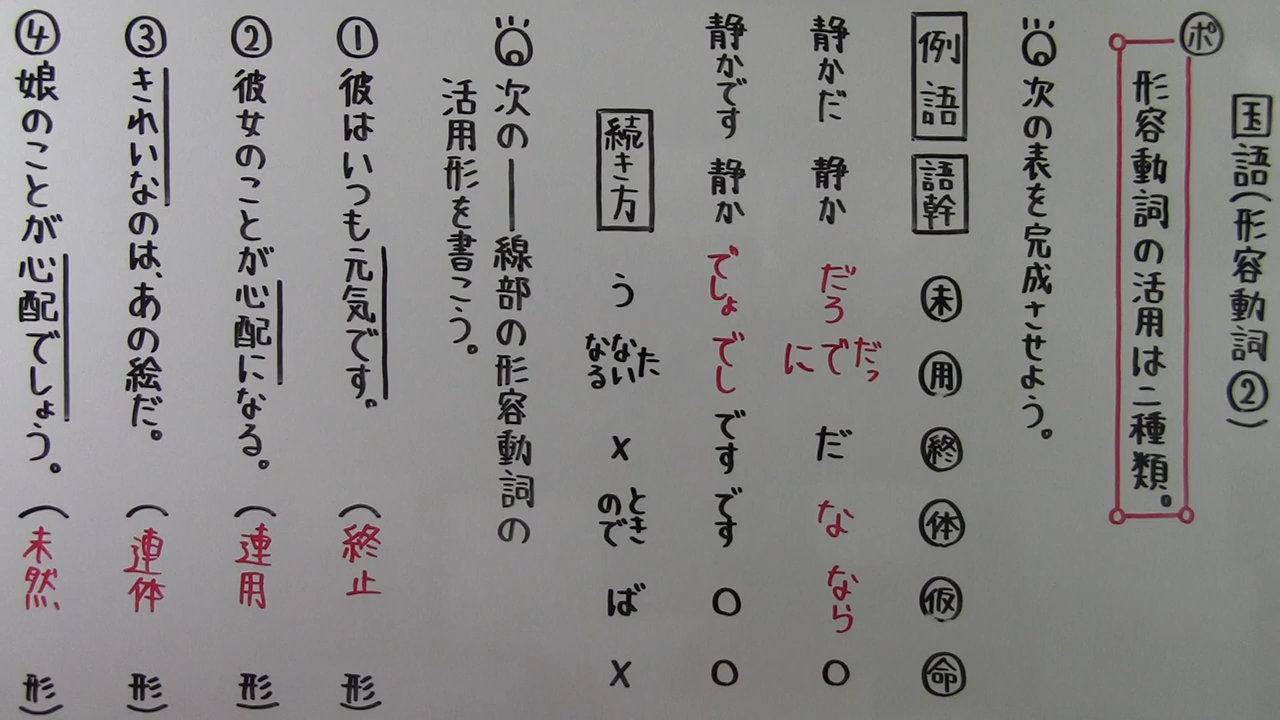 国語(形容動詞②)
ポ 形容動詞の活用は二種類。
次の表を完成させよう。
例語 語幹 未 用 終 体 仮 命
静かだ 静か だろ だっ でに だ な なら ○
静かです 静か でしょ でし です です ○ ○
続き方 う た ない なる × とき ので ば ×
次の――線部の形容動詞の
活用形を書こう。
①彼はいつも元気です。(終止形)
②彼女のことが心配になる。(連用形)
③きれいなのは、あの絵だ。(連体形)
④娘のことが心配でしょう。(未然形)